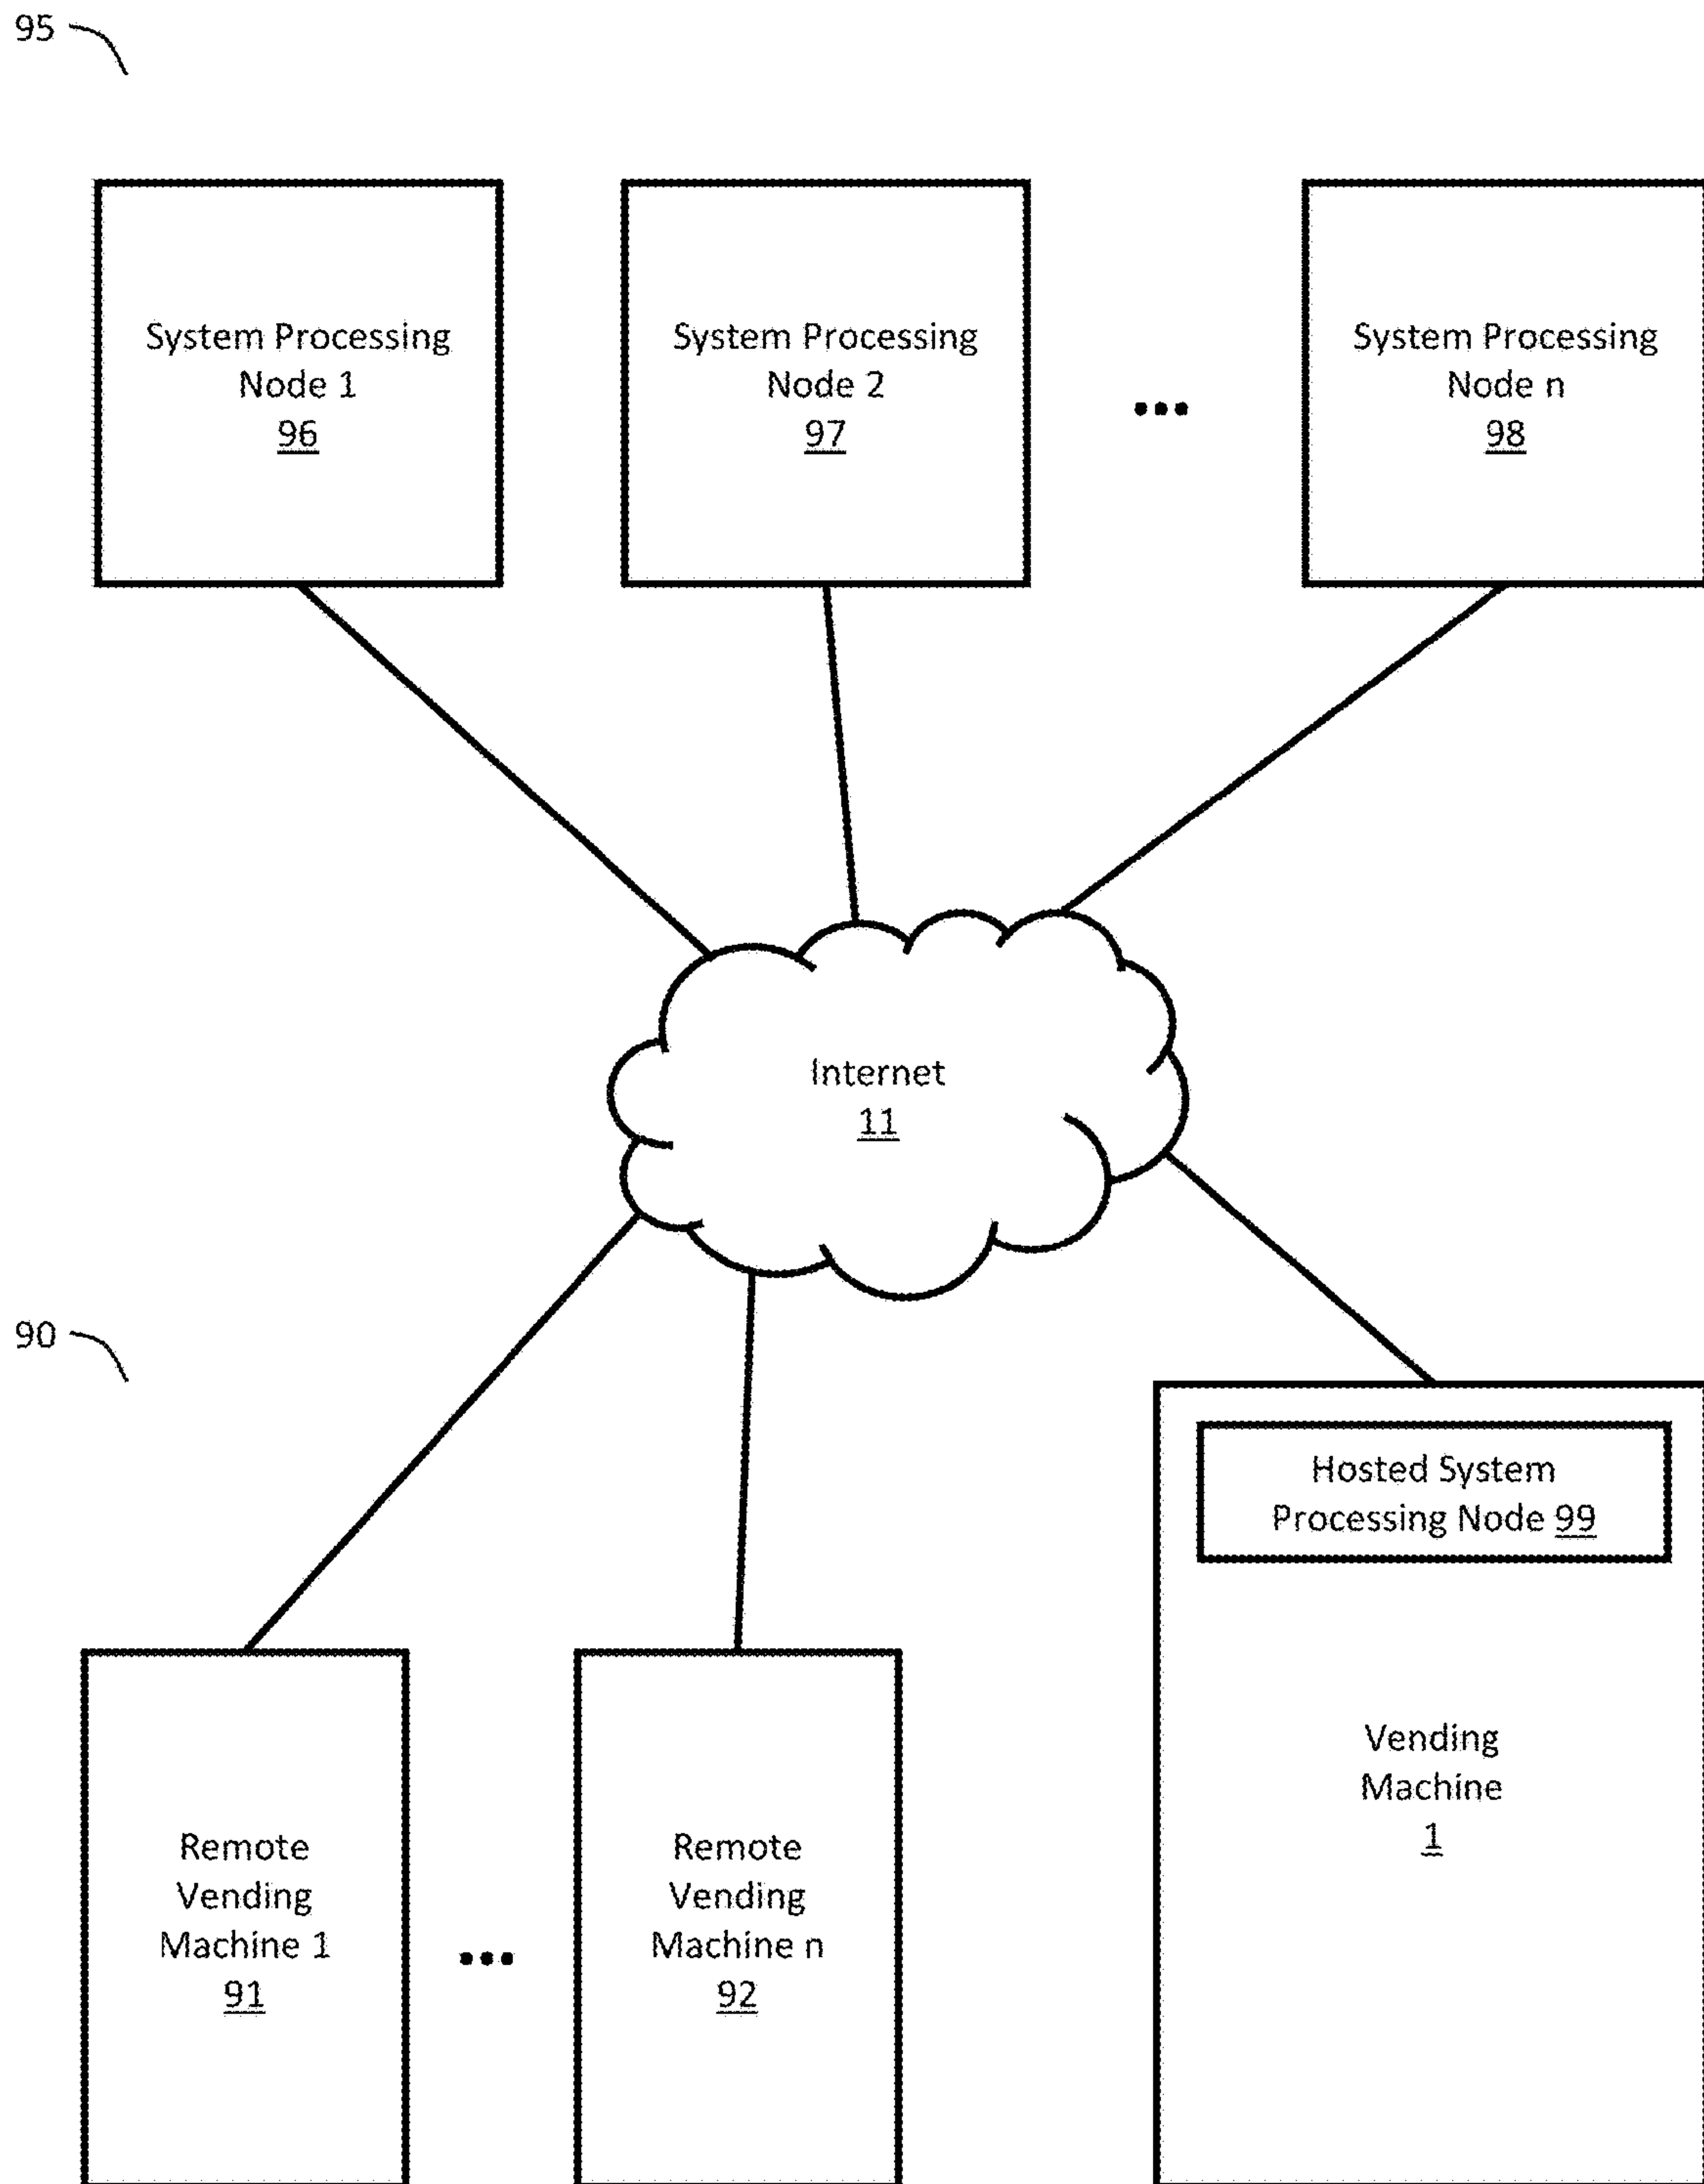 95
System Processing
Node 1
96
System Processing
Node 2
97
...
System Processing
Node n
98
Internet
11
90
Hosted System
Processing Node 99
Vending
Machine
1
Remote
Vending
Machine 1
91
...
Remote
Vending
Machine n
92